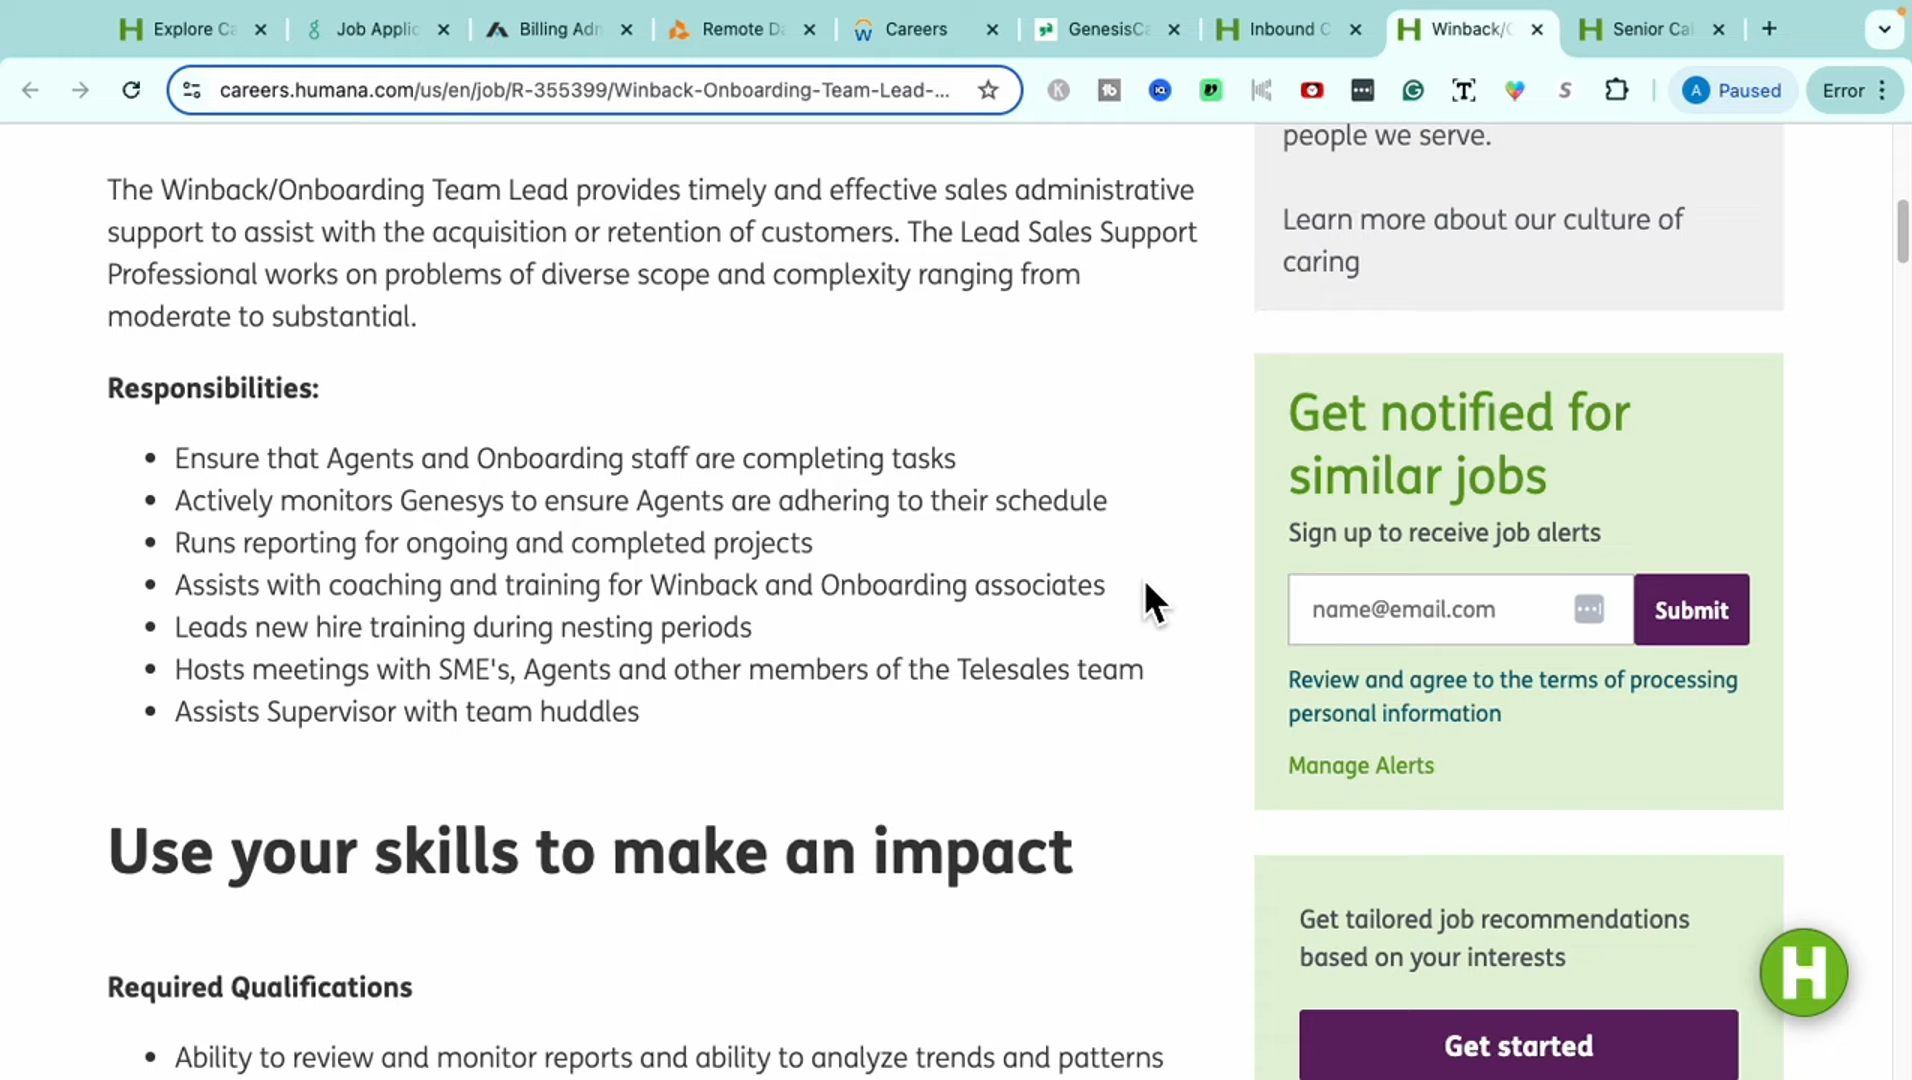 Explore Ca
Job Applic
Billing Adm
Remote Da
Careers
GenesisCa
Inbound C
Winback/O
Senior Cal
careers.humana.com/us/en/job/R-355399/Winback-Onboarding-Team-Lead-...
A
Paused
Error
people we serve.
Learn more about our culture of
caring
The Winback/Onboarding Team Lead provides timely and effective sales administrative
support to assist with the acquisition or retention of customers. The Lead Sales Support
Professional works on problems of diverse scope and complexity ranging from
moderate to substantial.
Responsibilities:
• Ensure that Agents and Onboarding staff are completing tasks
• Actively monitors Genesys to ensure Agents are adhering to their schedule
• Runs reporting for ongoing and completed projects
• Assists with coaching and training for Winback and Onboarding associates
• Leads new hire training during nesting periods
• Hosts meetings with SME's, Agents and other members of the Telesales team
• Assists Supervisor with team huddles
Use your skills to make an impact
Required Qualifications
• Ability to review and monitor reports and ability to analyze trends and patterns
Get notified for
similar jobs
Sign up to receive job alerts
name@email.com
Submit
Review and agree to the terms of processing
personal information
Manage Alerts
Get tailored job recommendations
based on your interests
Get started
H